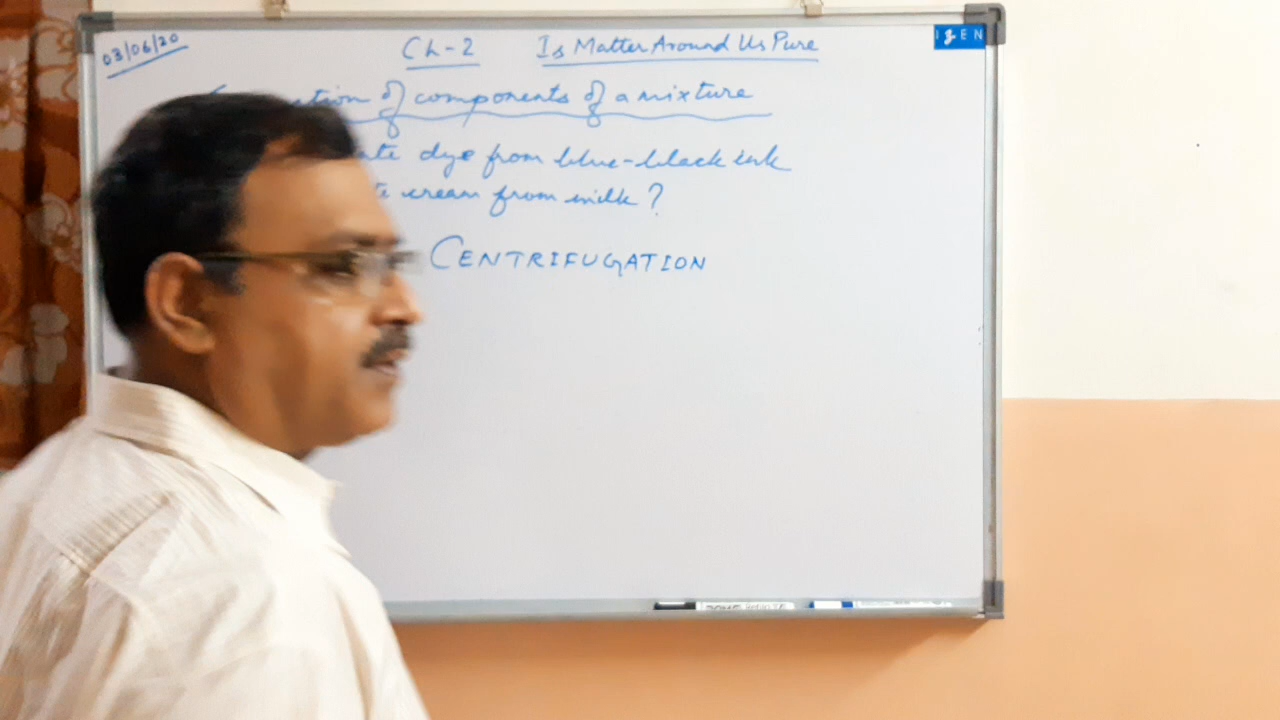 03/06/20
Ch-2 Is Matter Around Us Pure
of components of a mixture
dye from blue-black ink
cream from milk ?
CENTRIFUGATION